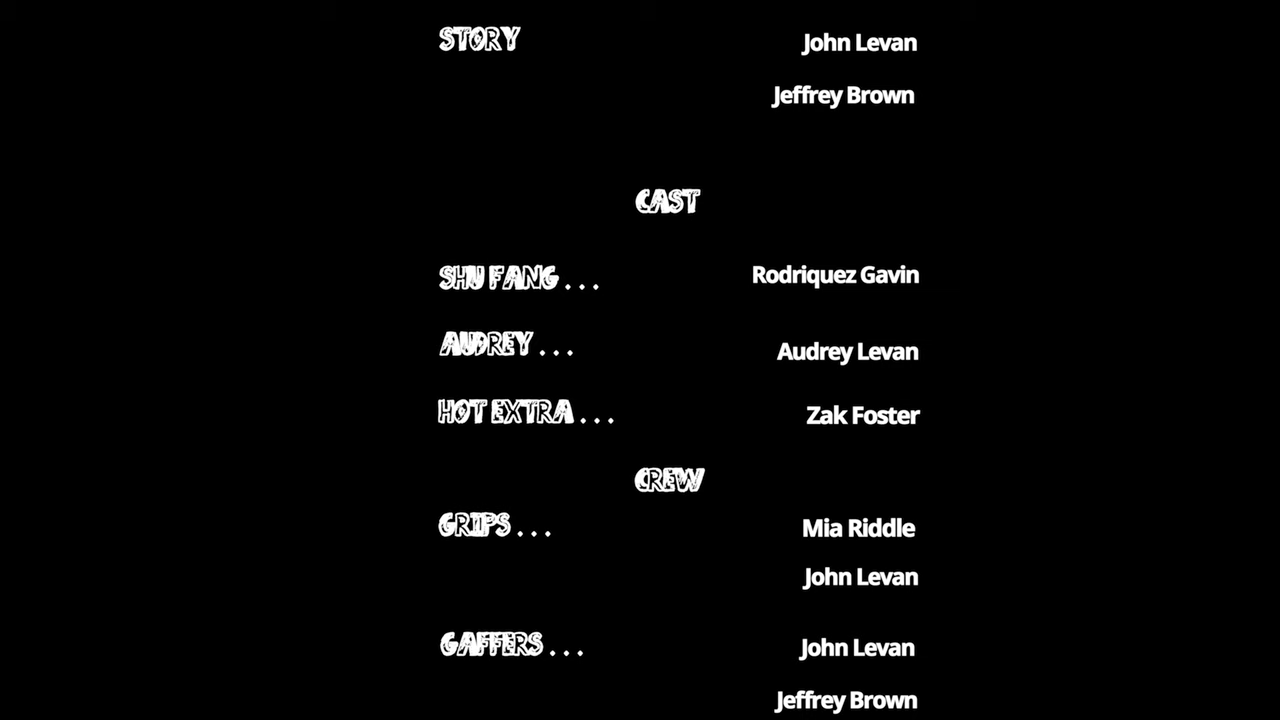 STORY John Levan
Jeffrey Brown
CAST
SHU FANG . . . Rodriquez Gavin
AUDREY . . . Audrey Levan
HOT EXTRA . . . Zak Foster
CREW
GRIPS . . . Mia Riddle
John Levan
GAFFERS . . . John Levan
Jeffrey Brown